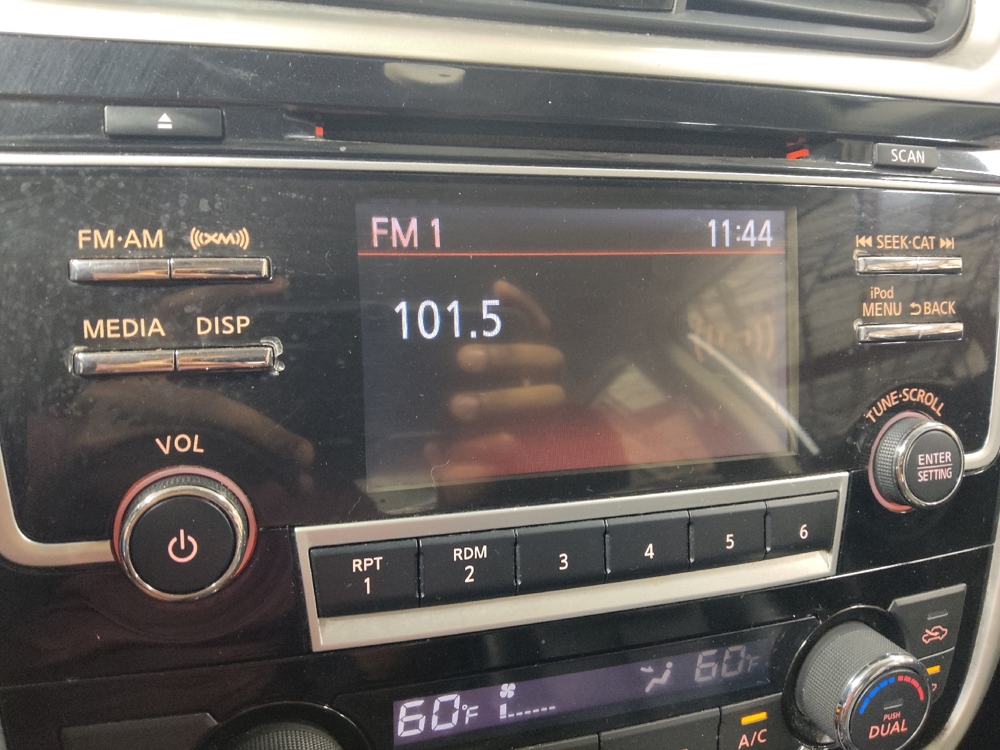 SCAN
FM·AM
((XM))
FM 1
11:44
⏮ SEEK·CAT ⏭
101.5
iPod
MENU
⮌BACK
MEDIA
DISP
VOL
TUNE·SCROLL
ENTER
SETTING
RPT
1
RDM
2
3
4
5
6
60°F
60°F
A/C
PUSH
DUAL